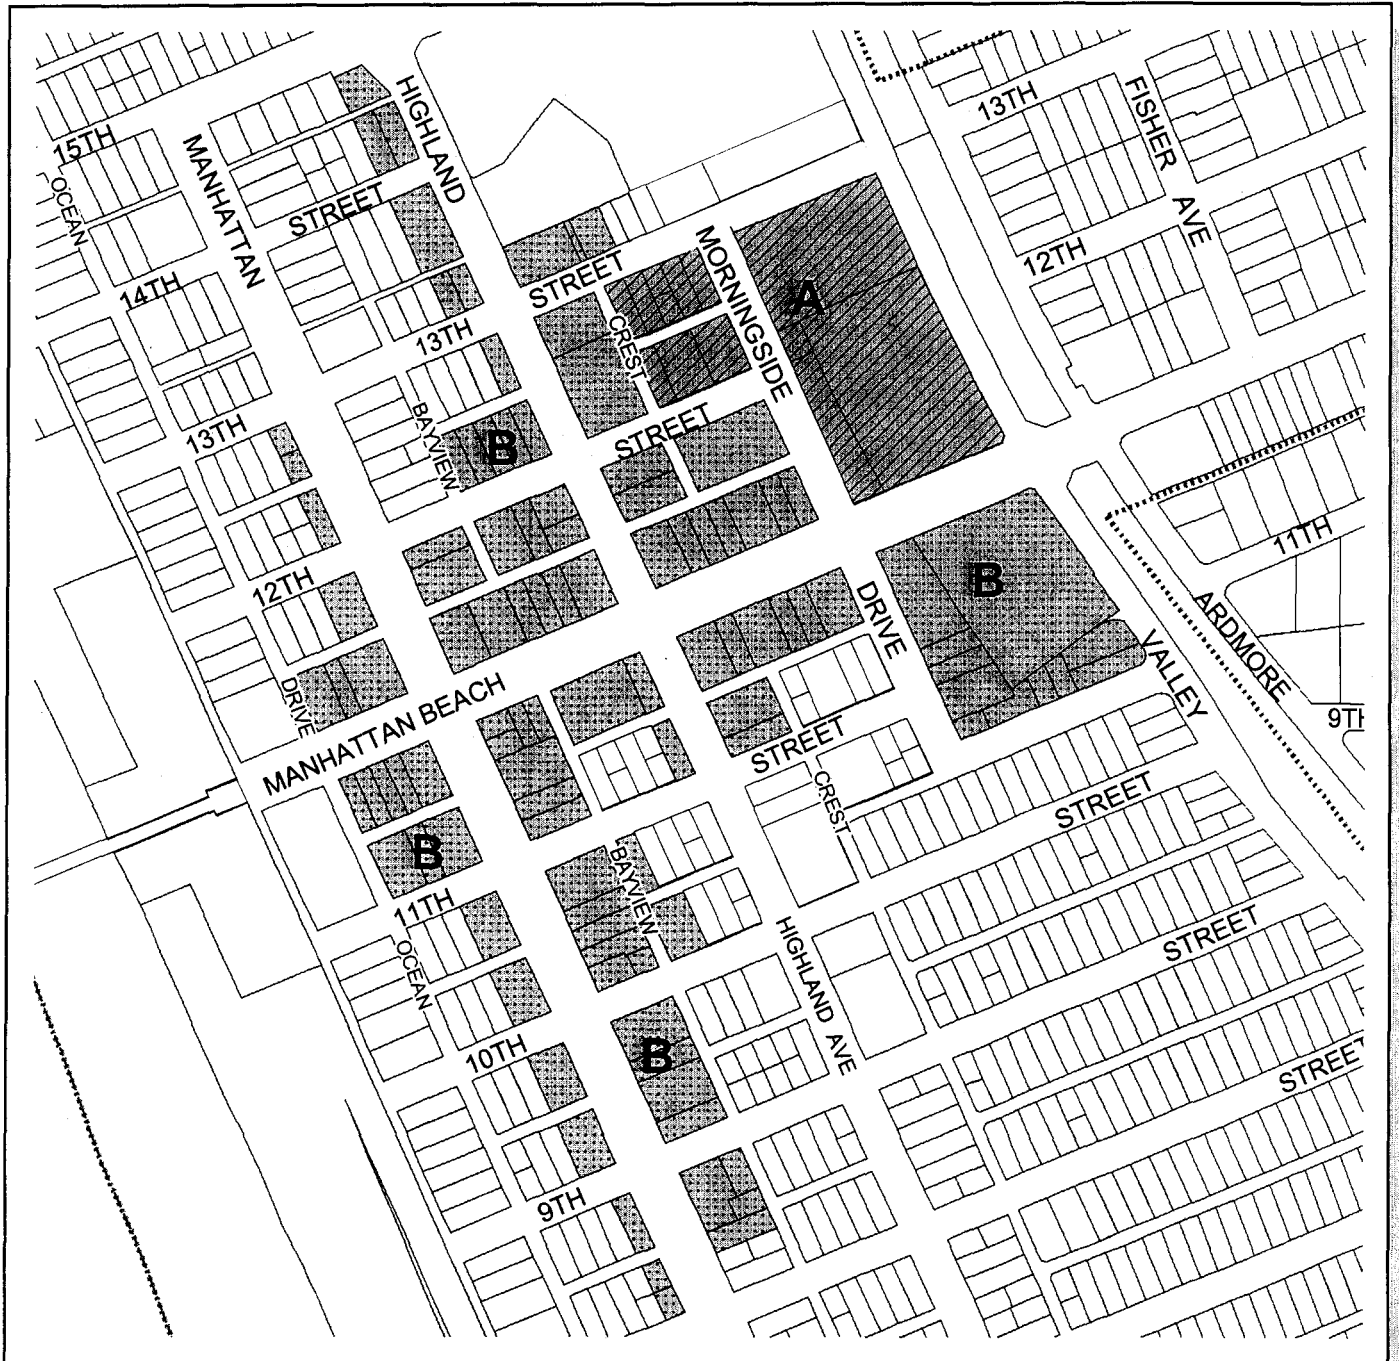 HIGHLAND
FISHER
AVE
13TH
15TH
MANHATTAN
OCEAN
STREET
12TH
MORNINGSIDE
STREET
A
14TH
13TH
CREST
STREET
BAYVIEW
B
13TH
11TH
12TH
B
DRIVE
ARDMORE
VALLEY
DRIVE
MANHATTAN BEACH
9TH
STREET
CREST
STREET
B
BAYVIEW
11TH
OCEAN
HIGHLAND AVE
STREET
10TH
B
STREET
9TH